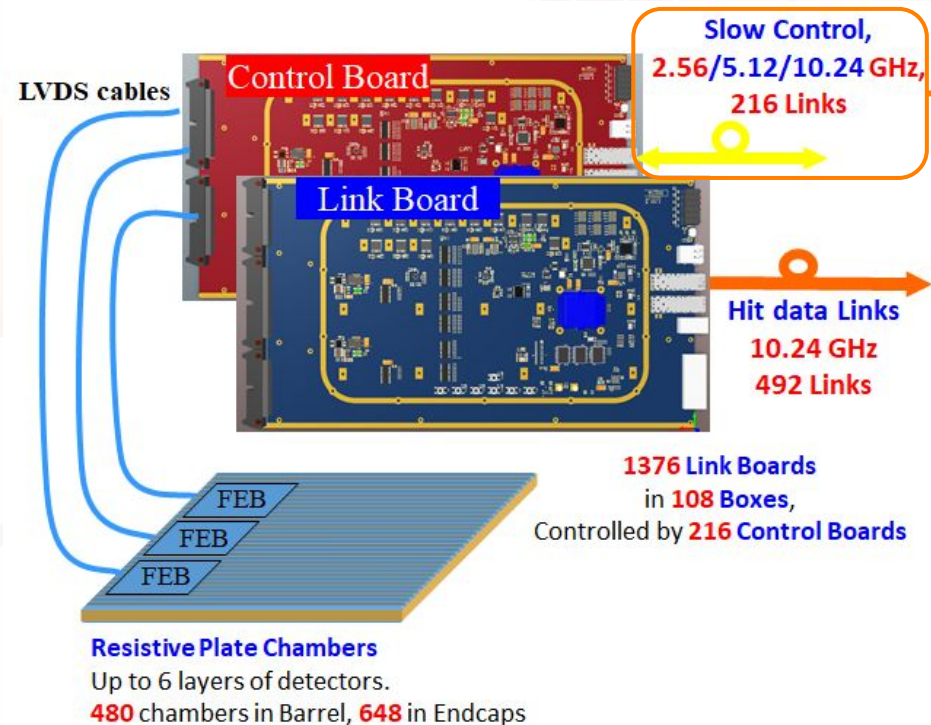 Slow Control,
2.56/5.12/10.24 GHz,
216 Links
Control Board
LVDS cables
Link Board
Hit data Links
10.24 GHz
492 Links
1376 Link Boards
in 108 Boxes,
Controlled by 216 Control Boards
FEB
FEB
FEB
Resistive Plate Chambers
Up to 6 layers of detectors.
480 chambers in Barrel, 648 in Endcaps